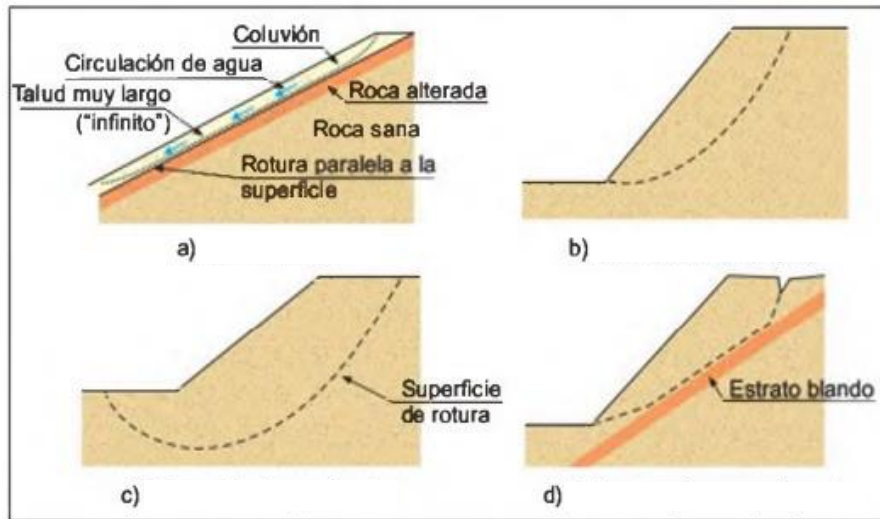 Coluvión
Circulación de agua
Talud muy largo
("infinito")
Roca alterada
Roca sana
Rotura paralela a la
superficie
a)
b)
Superficie
de rotura
c)
Estrato blando
d)